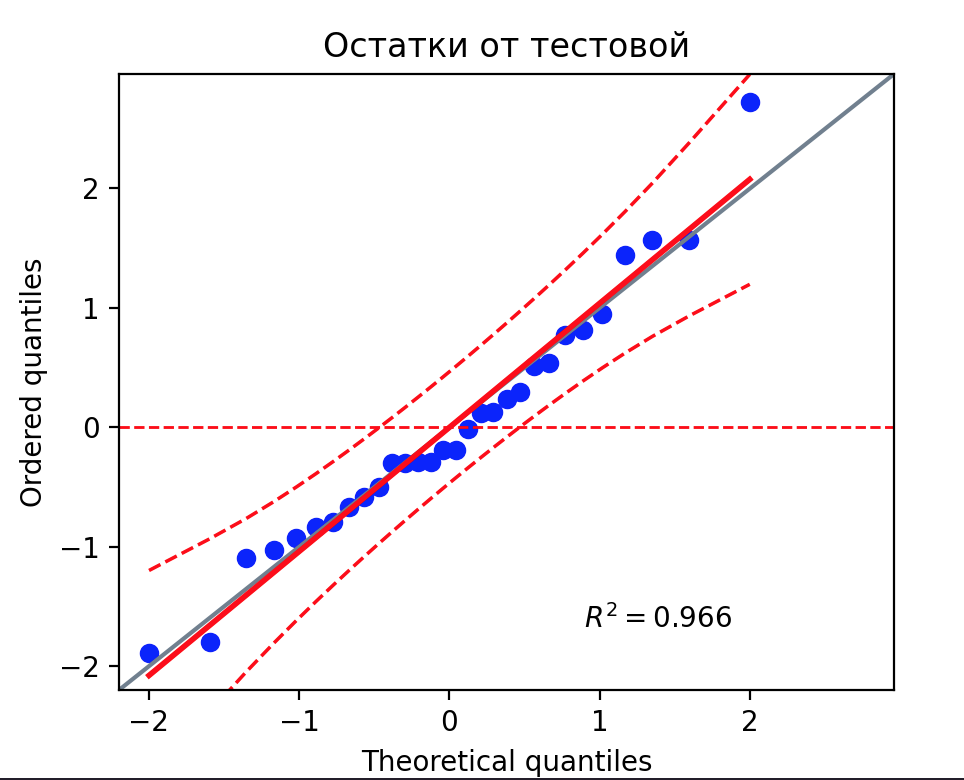 Остатки от тестовой
Ordered quantiles
2
1
0
−1
−2
R² = 0.966
−2 −1 0 1 2
Theoretical quantiles